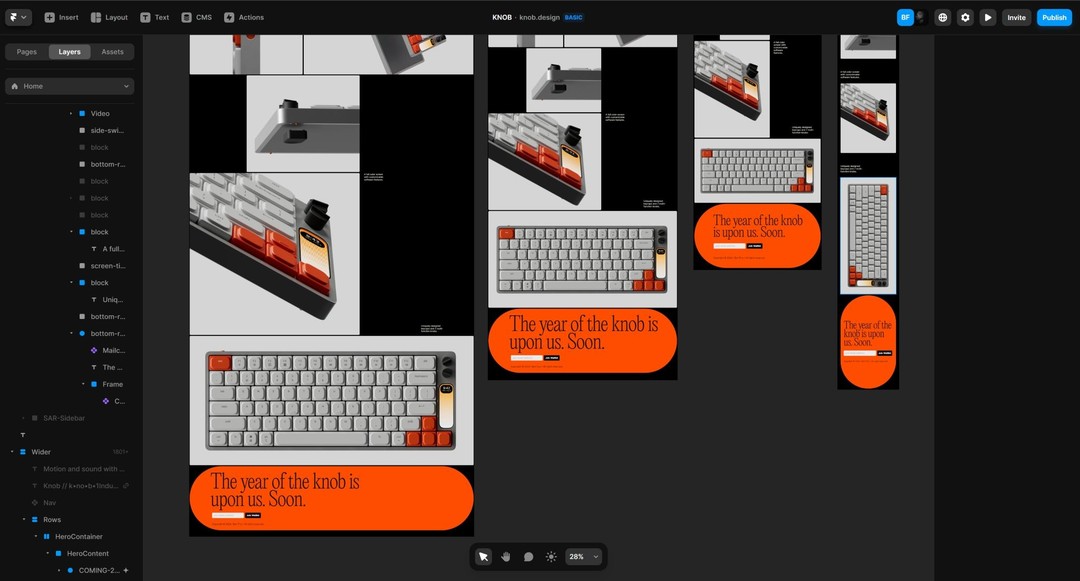 Insert
Layout
Text
CMS
Actions
KNOB · knob.design BASIC
BF
Invite
Publish
Pages
Layers
Assets
Home
Video
side-swi...
block
bottom-r...
block
block
block
block
A full...
screen-ti...
block
Uniq...
bottom-r...
bottom-r...
Mailc...
The ...
Frame
C...
SAR-Sidebar
Wider
1601+
Motion and sound with ...
Knob // k•no•b•1Indu...
Nav
Rows
HeroContainer
HeroContent
COMING-2...
The year of the knob is
upon us. Soon.
The year of the knob is
upon us. Soon.
The year of the knob
is upon us. Soon.
The year of the
knob is upon
us. Soon.
28%